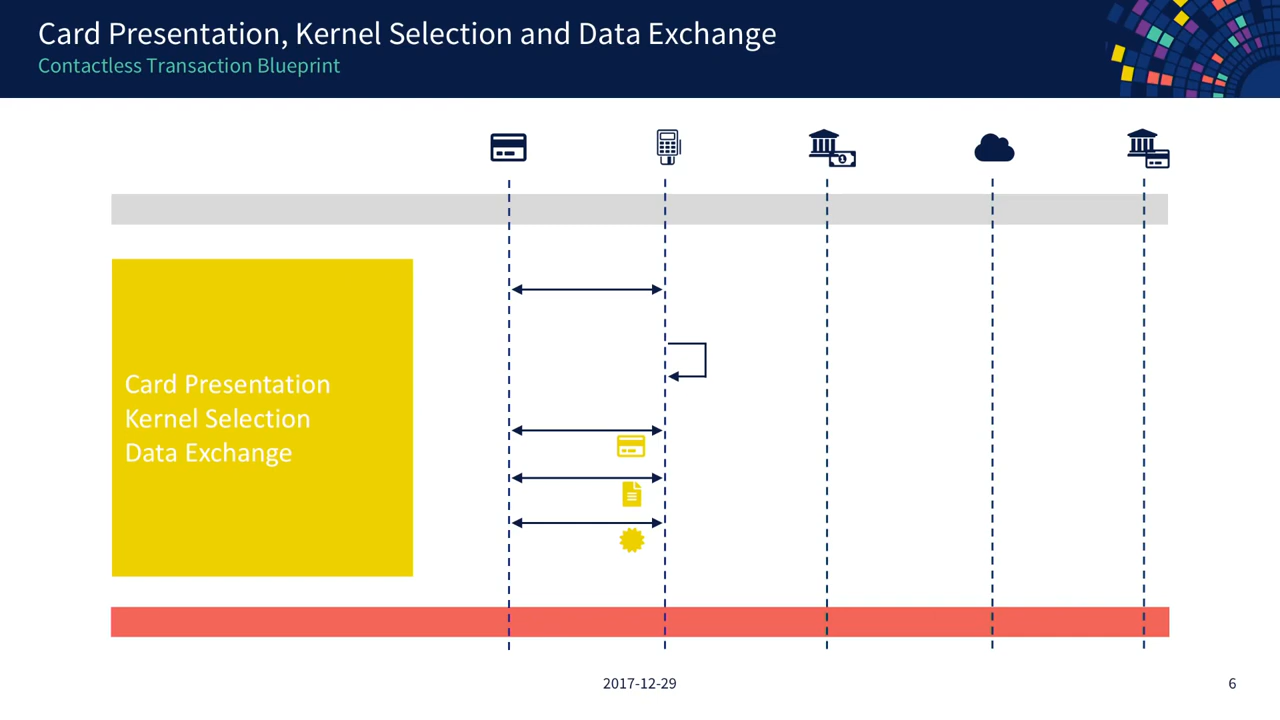 Card Presentation, Kernel Selection and Data Exchange
Contactless Transaction Blueprint
Card Presentation
Kernel Selection
Data Exchange
2017-12-29
6